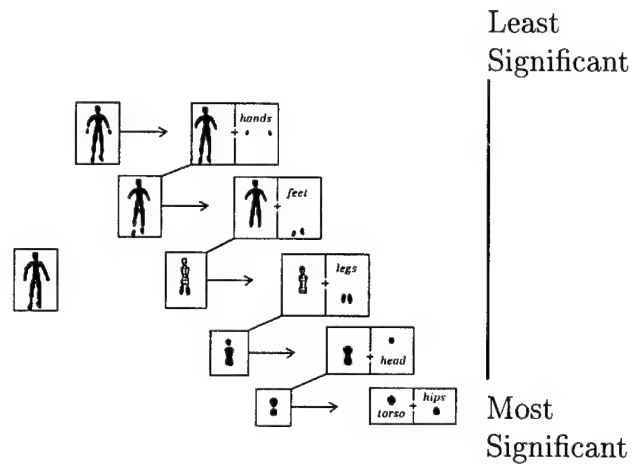 Least
Significant
hands
feet
legs
head
hips
torso
Most
Significant